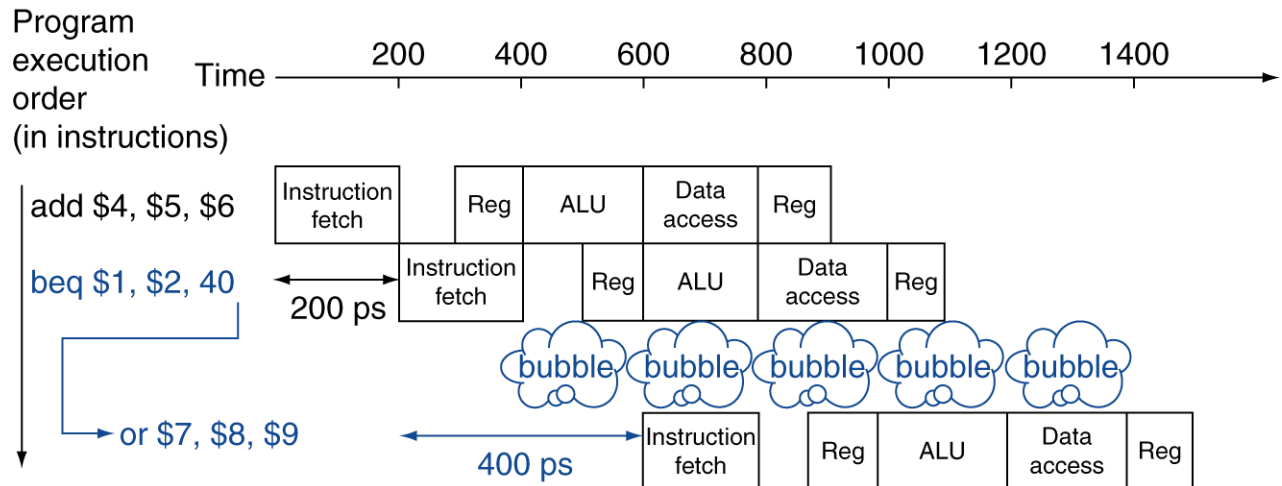 Program
execution
order
(in instructions)
Time
200 400 600 800 1000 1200 1400
add $4, $5, $6
Instruction
fetch
Reg
ALU
Data
access
Reg
beq $1, $2, 40
200 ps
Instruction
fetch
Reg
ALU
Data
access
Reg
bubble bubble bubble bubble bubble
or $7, $8, $9
400 ps
Instruction
fetch
Reg
ALU
Data
access
Reg